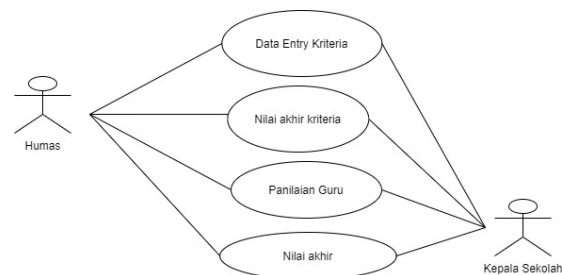 Data Entry Kriteria
Humas
Nilai akhir kriteria
Panilaian Guru
Nilai akhir
Kepala Sekolah